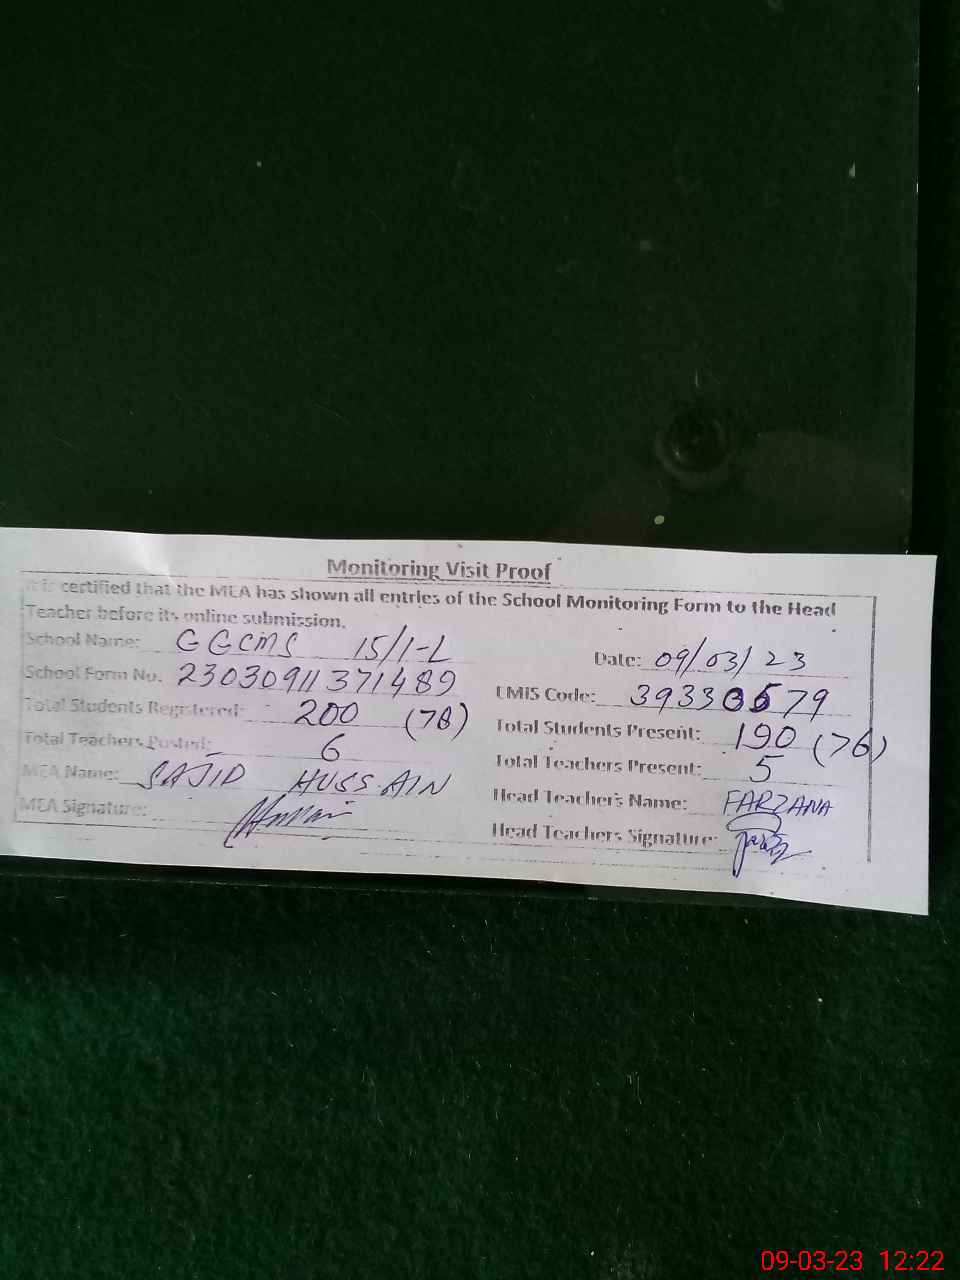 Monitoring Visit Proof
It is certified that the MEA has shown all entries of the School Monitoring Form to the Head
Teacher before its online submission.
School Name: GGCMS 15/1-L Date: 09/03/23
School Form No. 23030911371489 EMIS Code: 39330579
Total Students Registered: 200 (78) Total Students Present: 190 (76)
Total Teachers Posted: 6 Total Teachers Present: 5
MEA Name: SAJID HUSSAIN Head Teachers Name: FARZANA
MEA Signature: Head Teachers Signature:
09-03-23 12:22